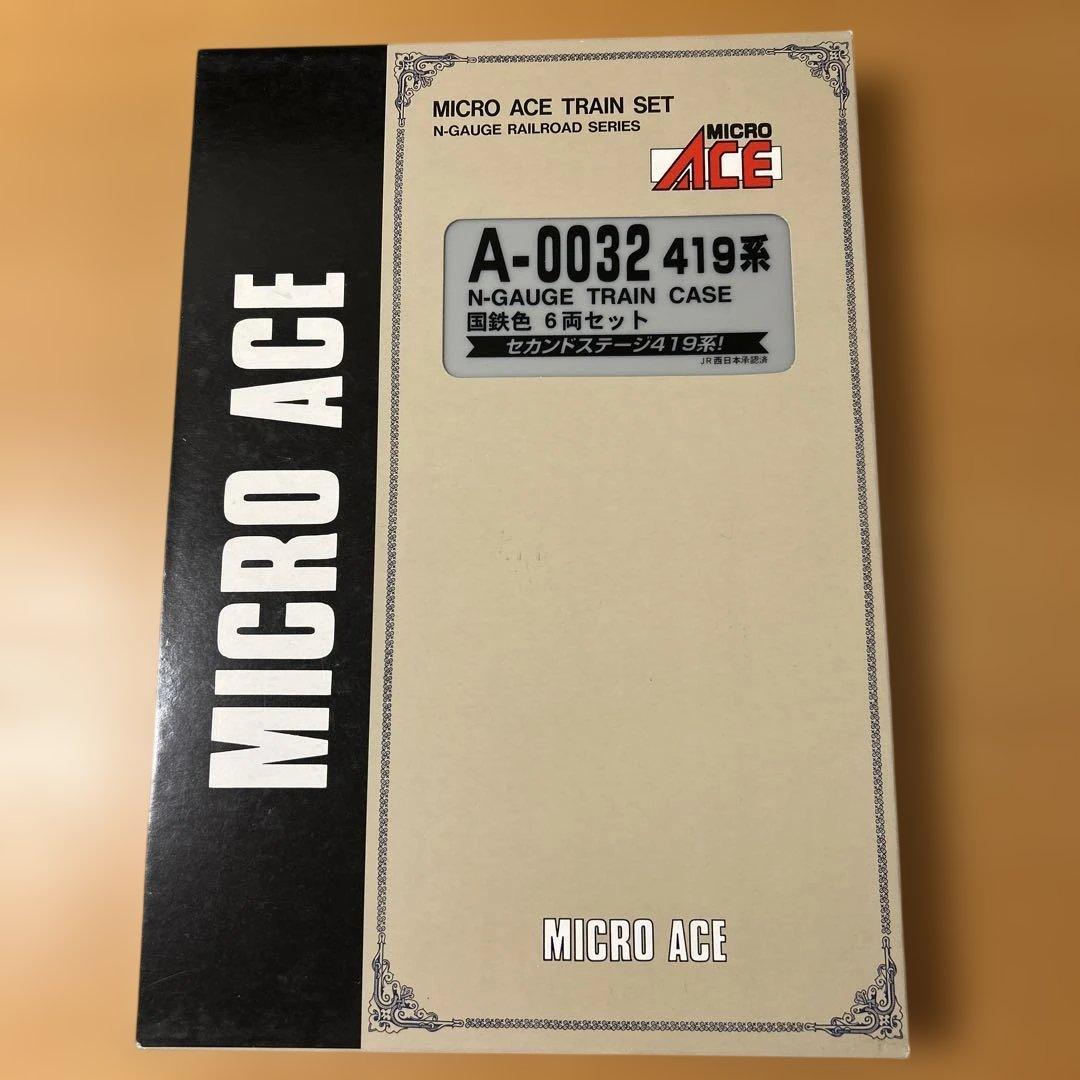 MICRO ACE
MICRO ACE TRAIN SET
N-GAUGE RAILROAD SERIES
MICRO
ACE
A-0032 419系
N-GAUGE TRAIN CASE
国鉄色 6両セット
セカンドステージ419系!
JR西日本承認済
MICRO ACE